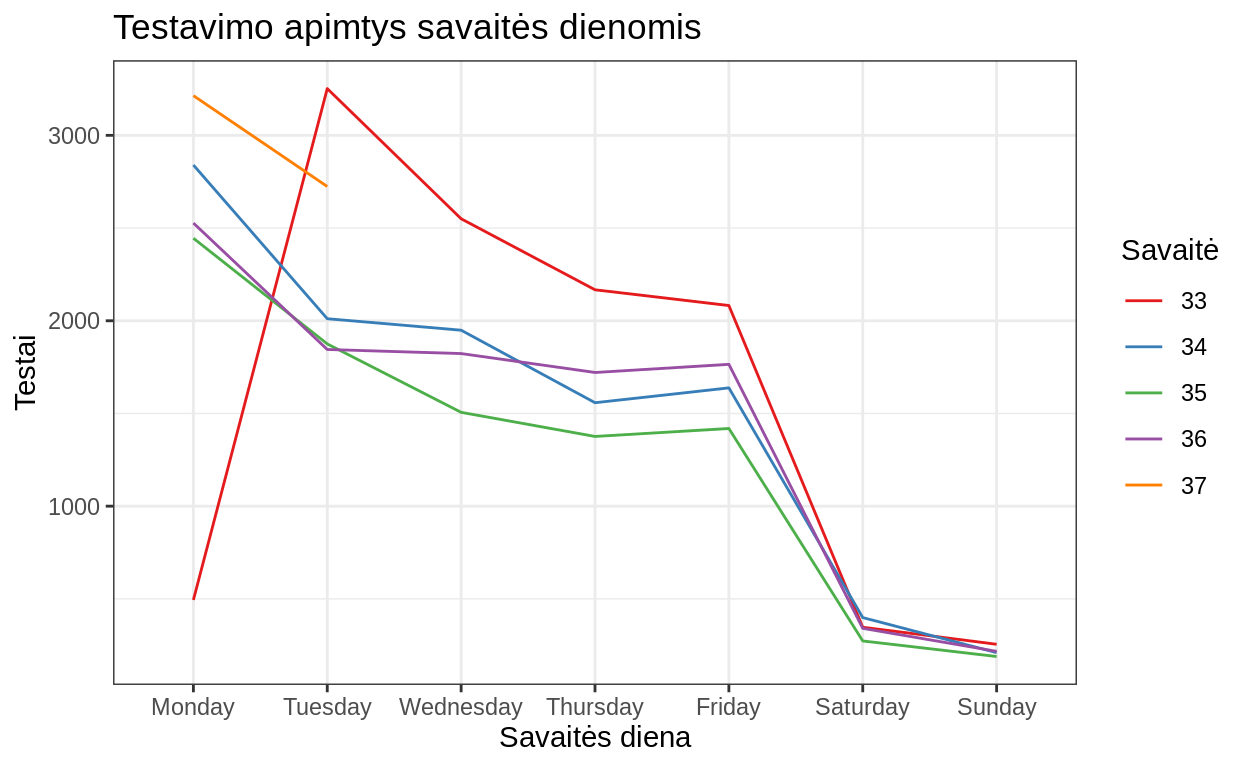 Testavimo apimtys savaitės dienomis
Testai
3000
2000
1000
Monday Tuesday Wednesday Thursday Friday Saturday Sunday
Savaitės diena
Savaitė
33
34
35
36
37